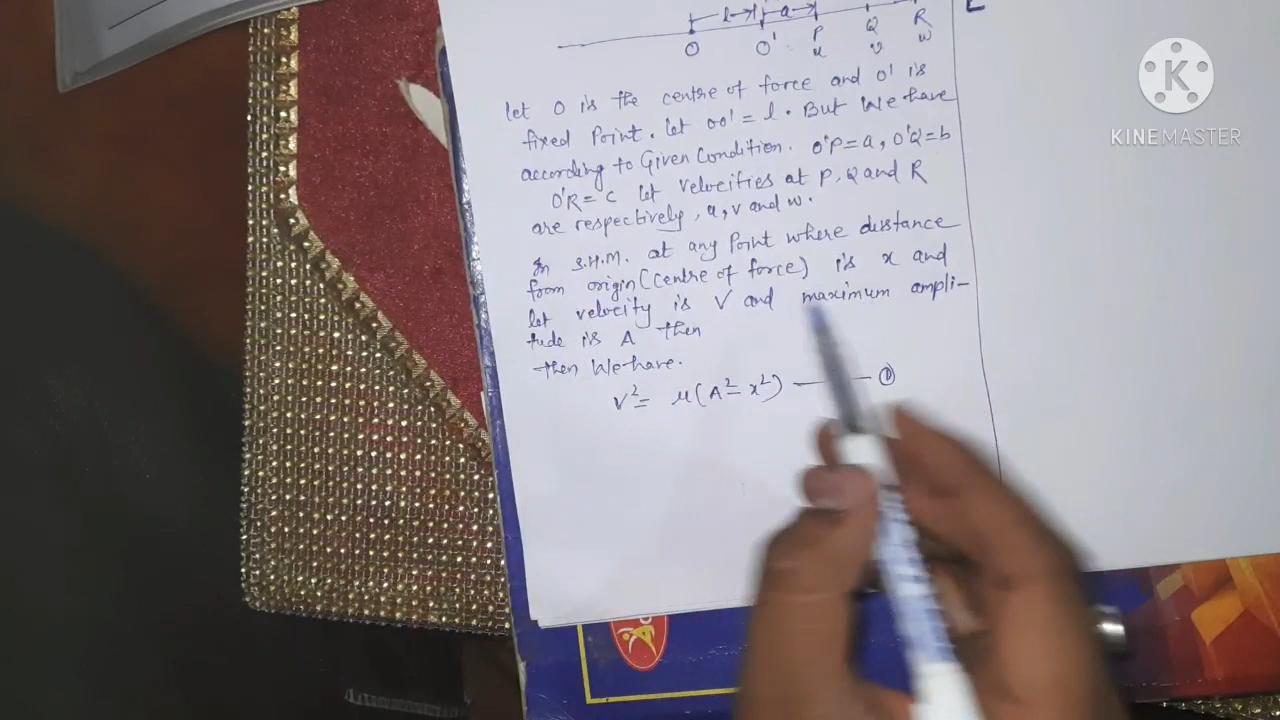 l a
O O' P Q R
u v w
let O is the centre of force and O' is
fixed Point. let OO' = l. But We have
according to Given Condition. O'P=a, O'Q=b
O'R=c let velocities at P, Q and R
are respectively, u, v and w.
In S.H.M. at any Point where distance
from origin (Centre of force) is x and
let velocity is V and maximum ampli-
tude is A then
then We have.
V² = μ(A²-x²) — ①
K
KINEMASTER